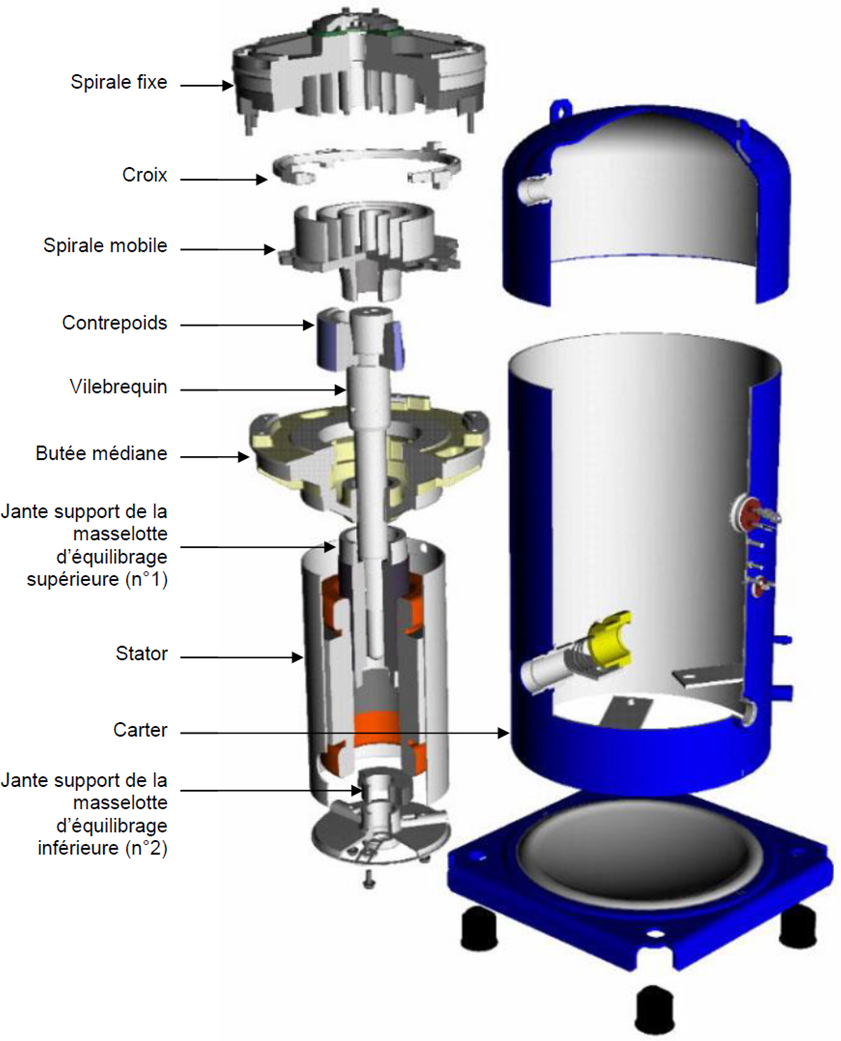 Spirale fixe
Croix
Spirale mobile
Contrepoids
Vilebrequin
Butée médiane
Jante support de la
masselotte
d'équilibrage
supérieure (n°1)
Stator
Carter
Jante support de la
masselotte
d'équilibrage
inférieure (n°2)